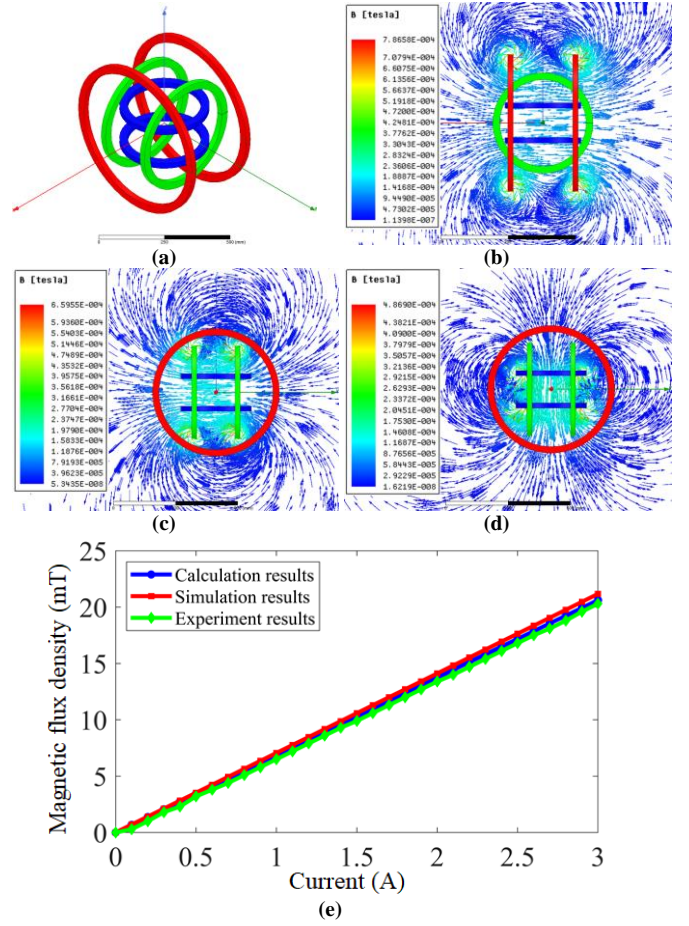 0 250 500 (mm)
(a)
B [tesla]
7.8658E-004
7.0794E-004
6.6075E-004
6.1356E-004
5.6637E-004
5.1918E-004
4.7200E-004
4.2481E-004
3.7762E-004
3.3043E-004
2.8324E-004
2.3606E-004
1.8887E-004
1.4168E-004
9.4490E-005
4.7302E-005
1.1398E-007
(b)
B [tesla]
6.5955E-004
5.9360E-004
5.5403E-004
5.1446E-004
4.7489E-004
4.3532E-004
3.9575E-004
3.5618E-004
3.1661E-004
2.7704E-004
2.3747E-004
1.9790E-004
1.5833E-004
1.1876E-004
7.9193E-005
3.9623E-005
5.3435E-008
(c)
B [tesla]
4.8690E-004
4.3821E-004
4.0900E-004
3.7979E-004
3.5057E-004
3.2136E-004
2.9215E-004
2.6293E-004
2.3372E-004
2.0451E-004
1.7530E-004
1.4608E-004
1.1687E-004
8.7656E-005
5.8443E-005
2.9229E-005
1.6219E-008
(d)
Magnetic flux density (mT)
25
20
15
10
5
0
Calculation results
Simulation results
Experiment results
0 0.5 1 1.5 2 2.5 3
Current (A)
(e)